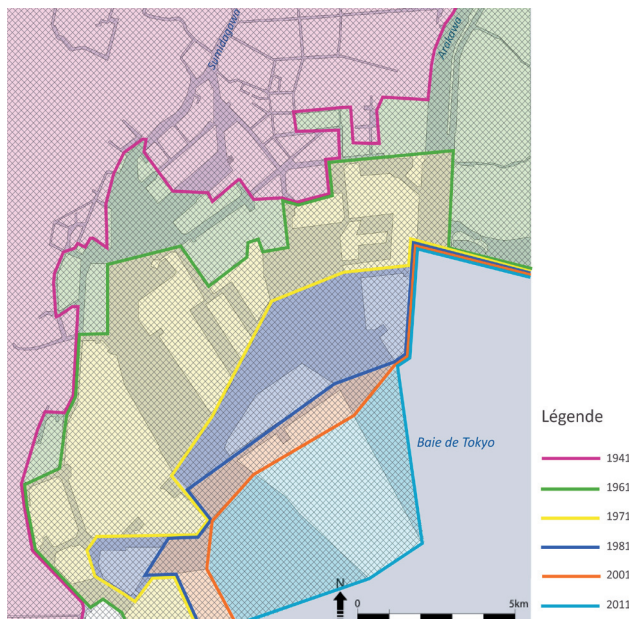 Sumidagawa
Arakawa
Baie de Tokyo
Légende
1941
1961
1971
1981
2001
2011
N
0
5km